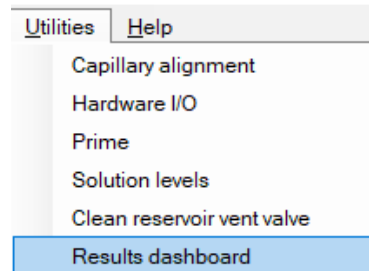 Utilities Help
Capillary alignment
Hardware I/O
Prime
Solution levels
Clean reservoir vent valve
Results dashboard